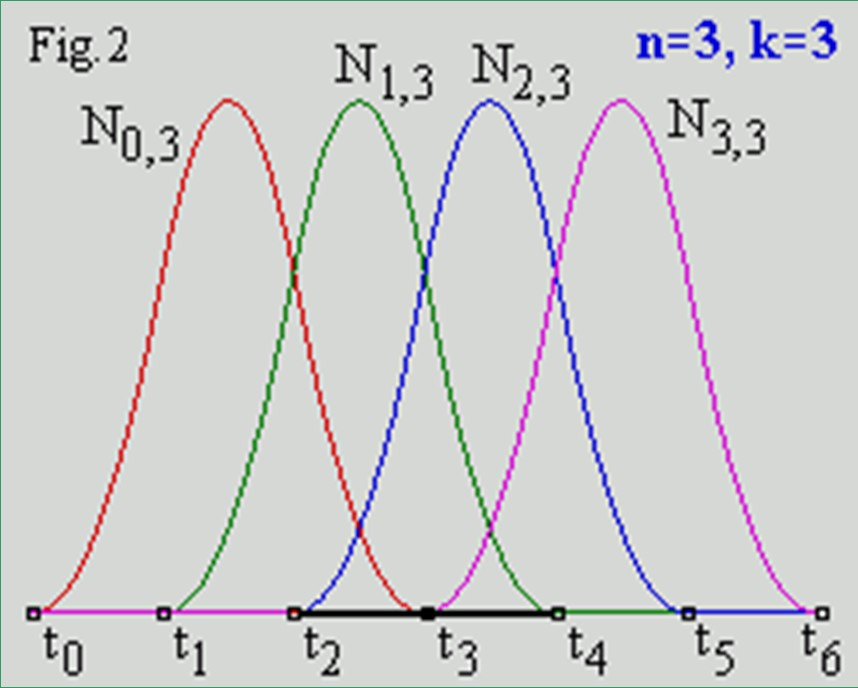 Fig.2
n=3, k=3
N0,3
N1,3
N2,3
N3,3
t0
t1
t2
t3
t4
t5
t6